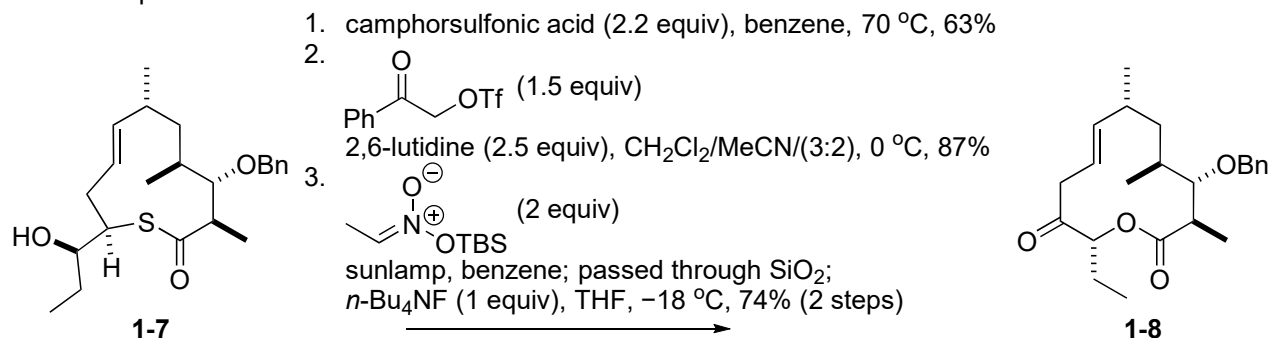 1. camphorsulfonic acid (2.2 equiv), benzene, 70 °C, 63%
2.
O
Ph
OTf
(1.5 equiv)
2,6-lutidine (2.5 equiv), CH₂Cl₂/MeCN/(3:2), 0 °C, 87%
3.
O⊖
N⊕
OTBS
(2 equiv)
sunlamp, benzene; passed through SiO₂;
n-Bu₄NF (1 equiv), THF, −18 °C, 74% (2 steps)
OBn
S
HO
H
O
1-7
OBn
O
O
O
1-8